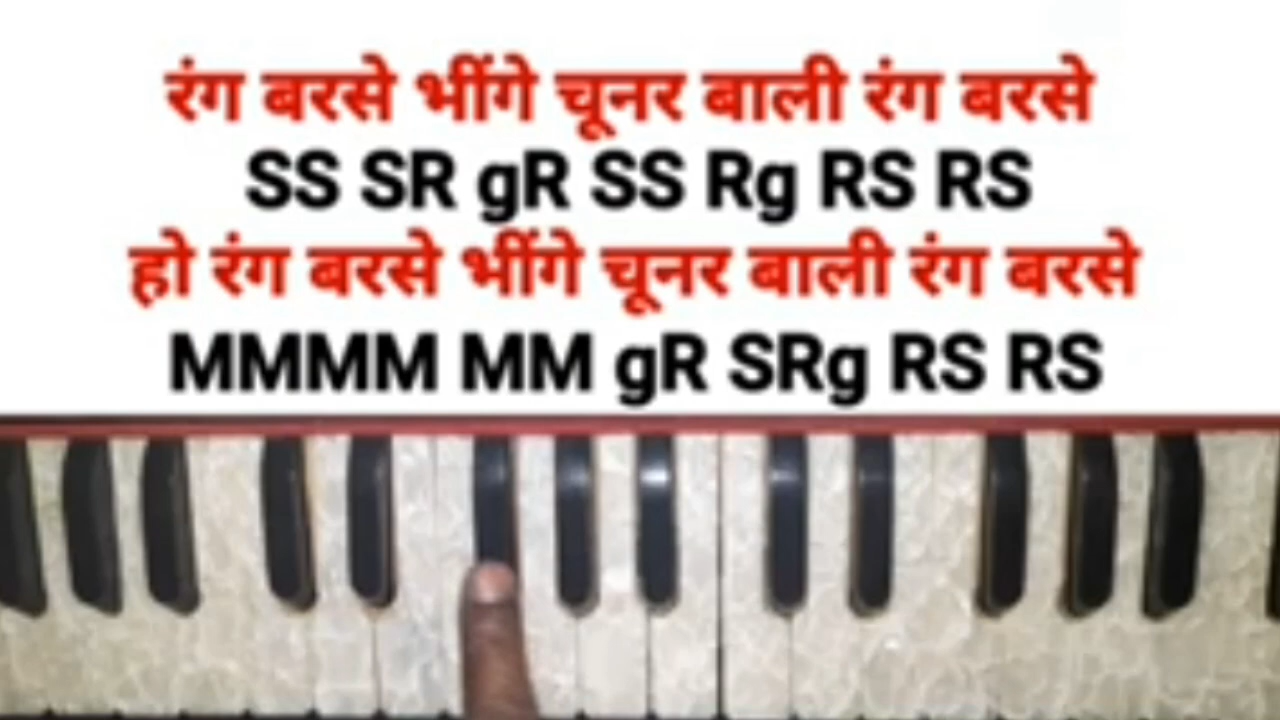 रंग बरसे भींगे चूनर बाली रंग बरसे
SS SR gR SS Rg RS RS
हो रंग बरसे भींगे चूनर बाली रंग बरसे
MMMM MM gR SRg RS RS